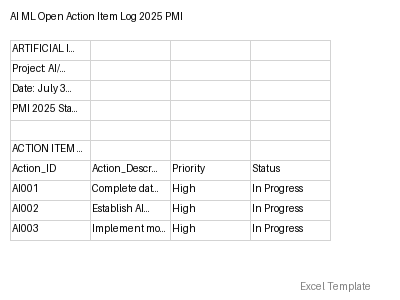 AI ML Open Action Item Log 2025 PMI
ARTIFICIAL I...
Project: AI/...
Date: July 3...
PMI 2025 Sta...
ACTION ITEM ...
Action_ID Action_Descr... Priority Status
AI001 Complete dat... High In Progress
AI002 Establish AI... High In Progress
AI003 Implement mo... High In Progress
Excel Template